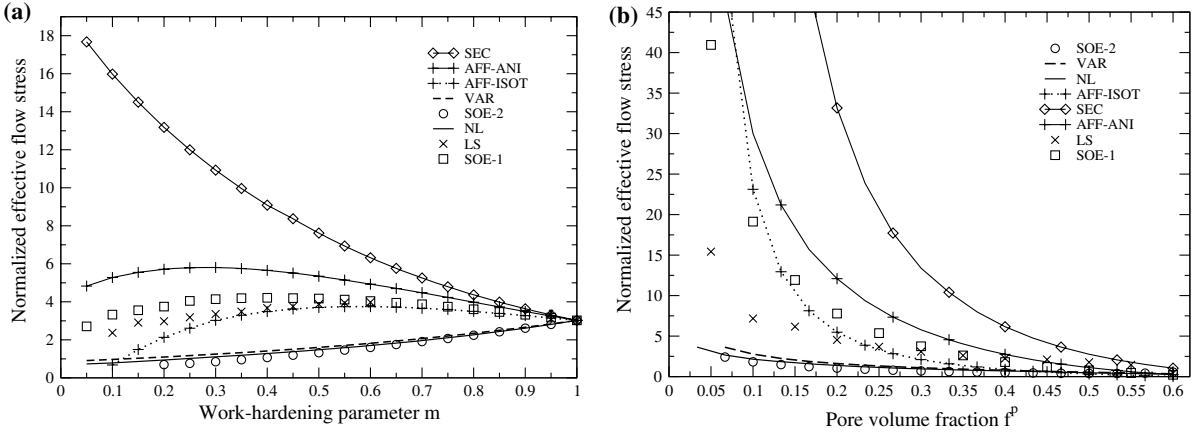 (a)
18
16
14
12
10
8
6
4
2
0
Normalized effective flow stress
0 0.1 0.2 0.3 0.4 0.5 0.6 0.7 0.8 0.9 1
Work-hardening parameter m
SEC
AFF-ANI
AFF-ISOT
VAR
SOE-2
NL
LS
SOE-1
(b)
45
40
35
30
25
20
15
10
5
0
Normalized effective flow stress
0 0.05 0.1 0.15 0.2 0.25 0.3 0.35 0.4 0.45 0.5 0.55 0.6
Pore volume fraction f^p
SOE-2
VAR
NL
AFF-ISOT
SEC
AFF-ANI
LS
SOE-1